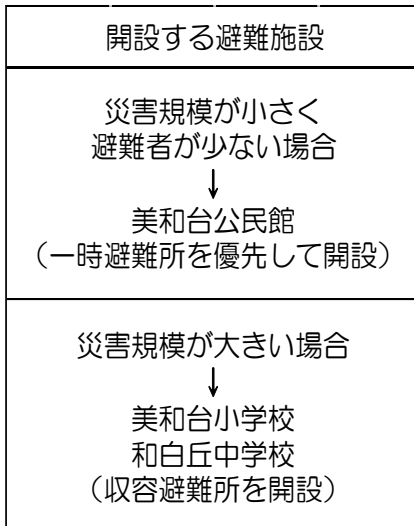 開設する避難施設
災害規模が小さく
避難者が少ない場合
↓
美和台公民館
（一時避難所を優先して開設）
災害規模が大きい場合
↓
美和台小学校
和白丘中学校
（収容避難所を開設）